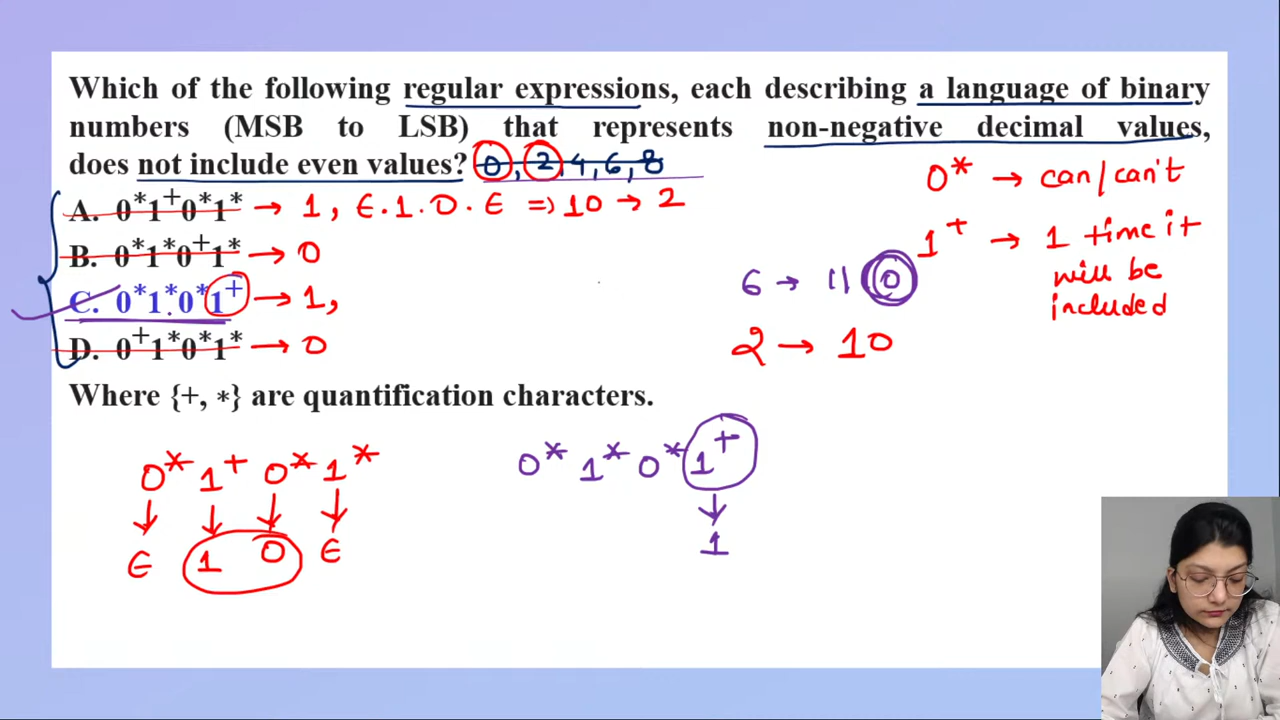 Which of the following regular expressions, each describing a language of binary
numbers (MSB to LSB) that represents non-negative decimal values,
does not include even values? 0, 2, 4, 6, 8
0* → can/can't
A. 0*1+0*1* → 1, ϵ.1.0.ϵ ⇒ 10 → 2
1+ → 1 time it
will be
included
B. 0*1*0+1* → 0
6 → 110
C. 0*1*0*1+ → 1,
D. 0+1*0*1* → 0
2 → 10
Where {+, *} are quantification characters.
0* 1+ 0* 1*
↓ ↓ ↓ ↓
ϵ 1 0 ϵ
0* 1* 0* 1+
↓
1